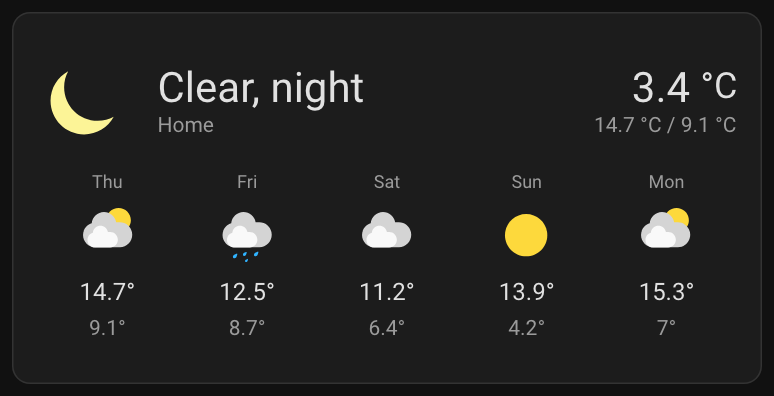 Clear, night
3.4 °C
Home
14.7 °C / 9.1 °C
Thu Fri Sat Sun Mon
14.7° 12.5° 11.2° 13.9° 15.3°
9.1° 8.7° 6.4° 4.2° 7°